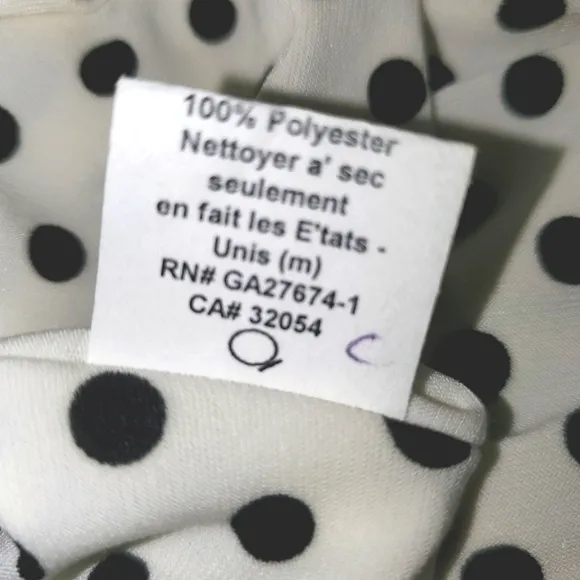 100% Polyester
Nettoyer a' sec
seulement
en fait les E'tats -
Unis (m)
RN# GA27674-1
CA# 32054